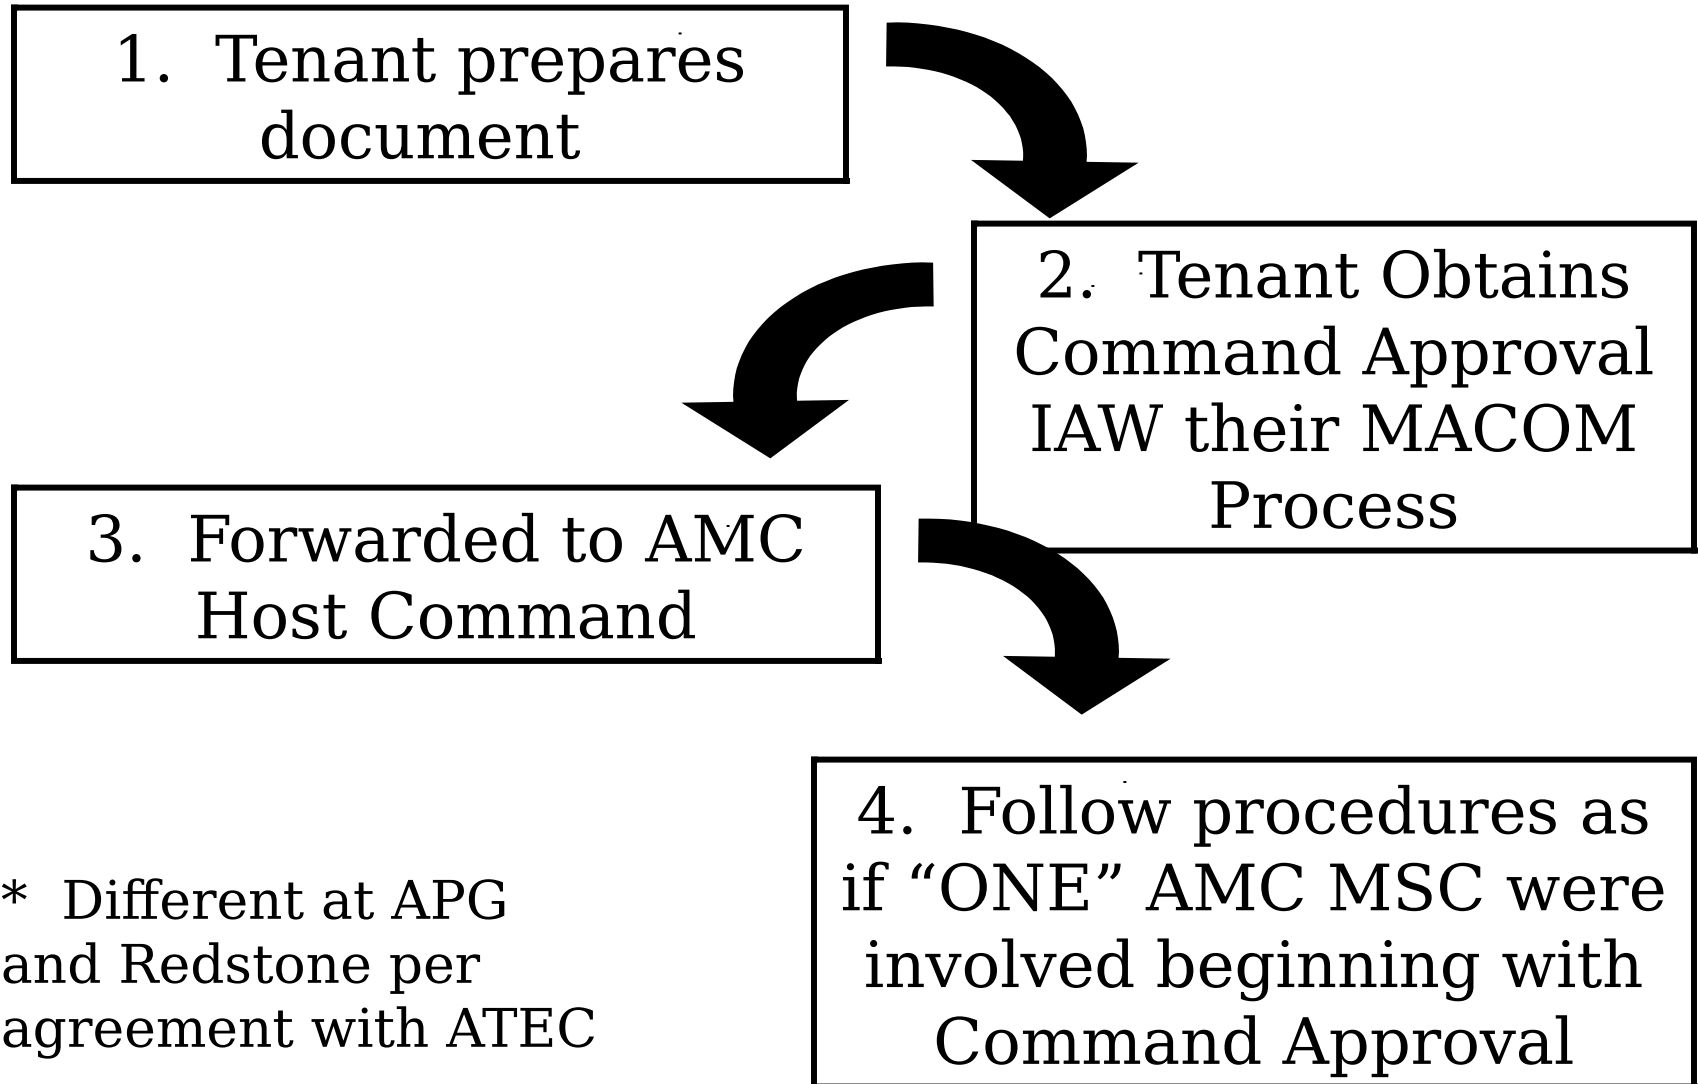 1. Tenant prepares
document
2. Tenant Obtains
Command Approval
IAW their MACOM
Process
3. Forwarded to AMC
Host Command
4. Follow procedures as
if “ONE” AMC MSC were
involved beginning with
Command Approval
* Different at APG
and Redstone per
agreement with ATEC